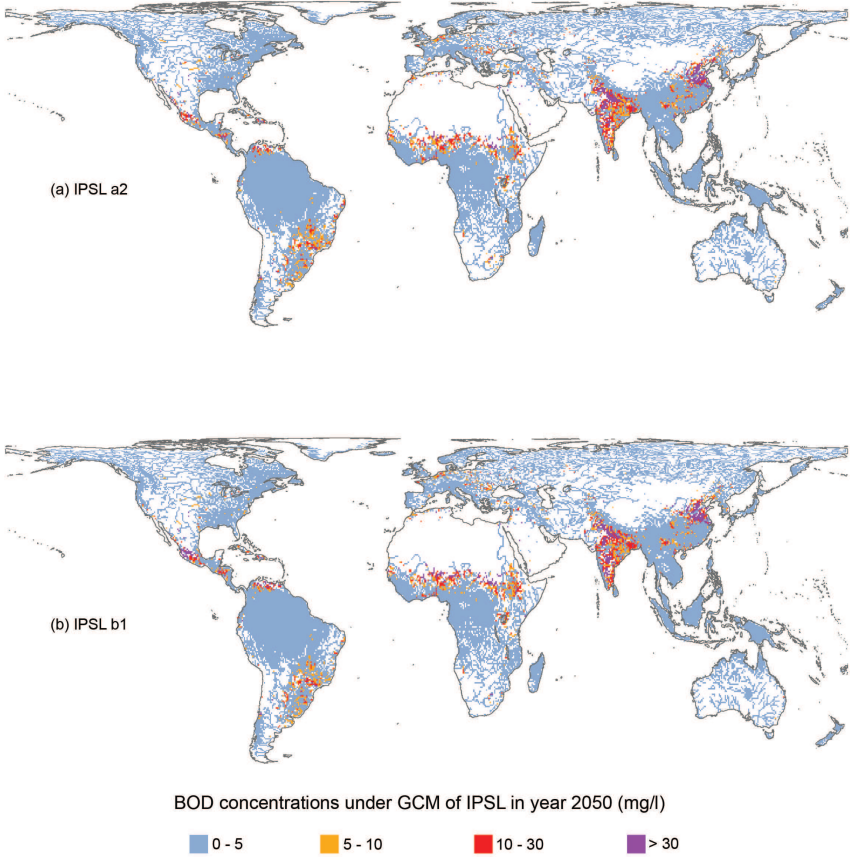 (a) IPSL a2
(b) IPSL b1
BOD concentrations under GCM of IPSL in year 2050 (mg/l)
0 - 5 5 - 10 10 - 30 > 30